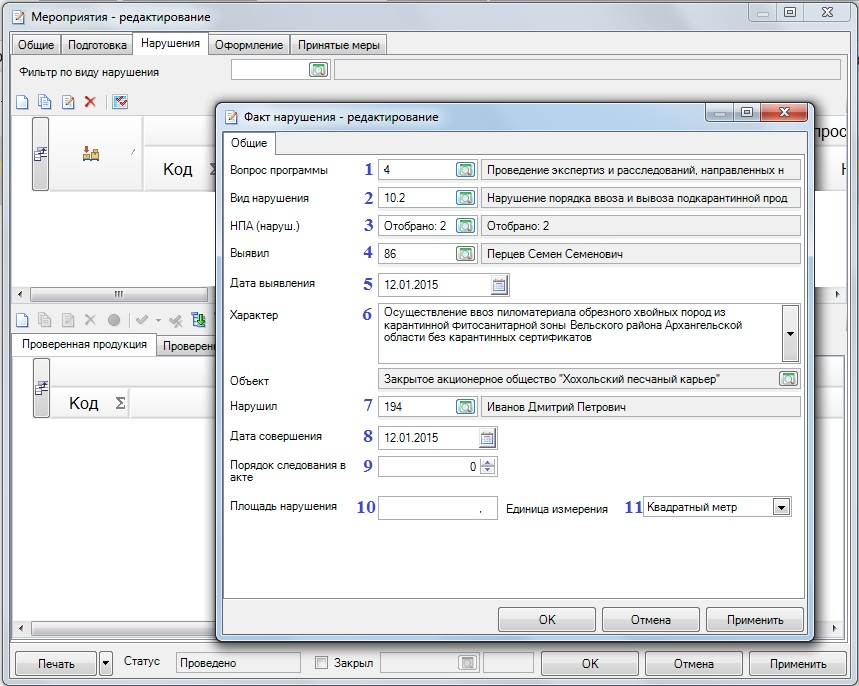 Мероприятия - редактирование
Общие Подготовка Нарушения Оформление Принятые меры
Фильтр по виду нарушения
Код Σ
Факт нарушения - редактирование
Общие
Вопрос программы 1 4 Проведение экспертиз и расследований, направленных н
Вид нарушения 2 10.2 Нарушение порядка ввоза и вывоза подкарантинной прод
НПА (наруш.) 3 Отобрано: 2 Отобрано: 2
Выявил 4 86 Перцев Семен Семенович
Дата выявления 5 12.01.2015
Характер 6 Осуществление ввоз пиломатериала обрезного хвойных пород из
карантинной фитосанитарной зоны Вельского района Архангельской
области без карантинных сертификатов
Объект Закрытое акционерное общество "Хохольский песчаный карьер"
Нарушил 7 194 Иванов Дмитрий Петрович
Дата совершения 8 12.01.2015
Порядок следования в
акте 9 0
Площадь нарушения 10 . Единица измерения 11 Квадратный метр
OK Отмена Применить
Проверенная продукция Проверен
Код Σ
Печать Статус Проведено Закрыл OK Отмена Применить